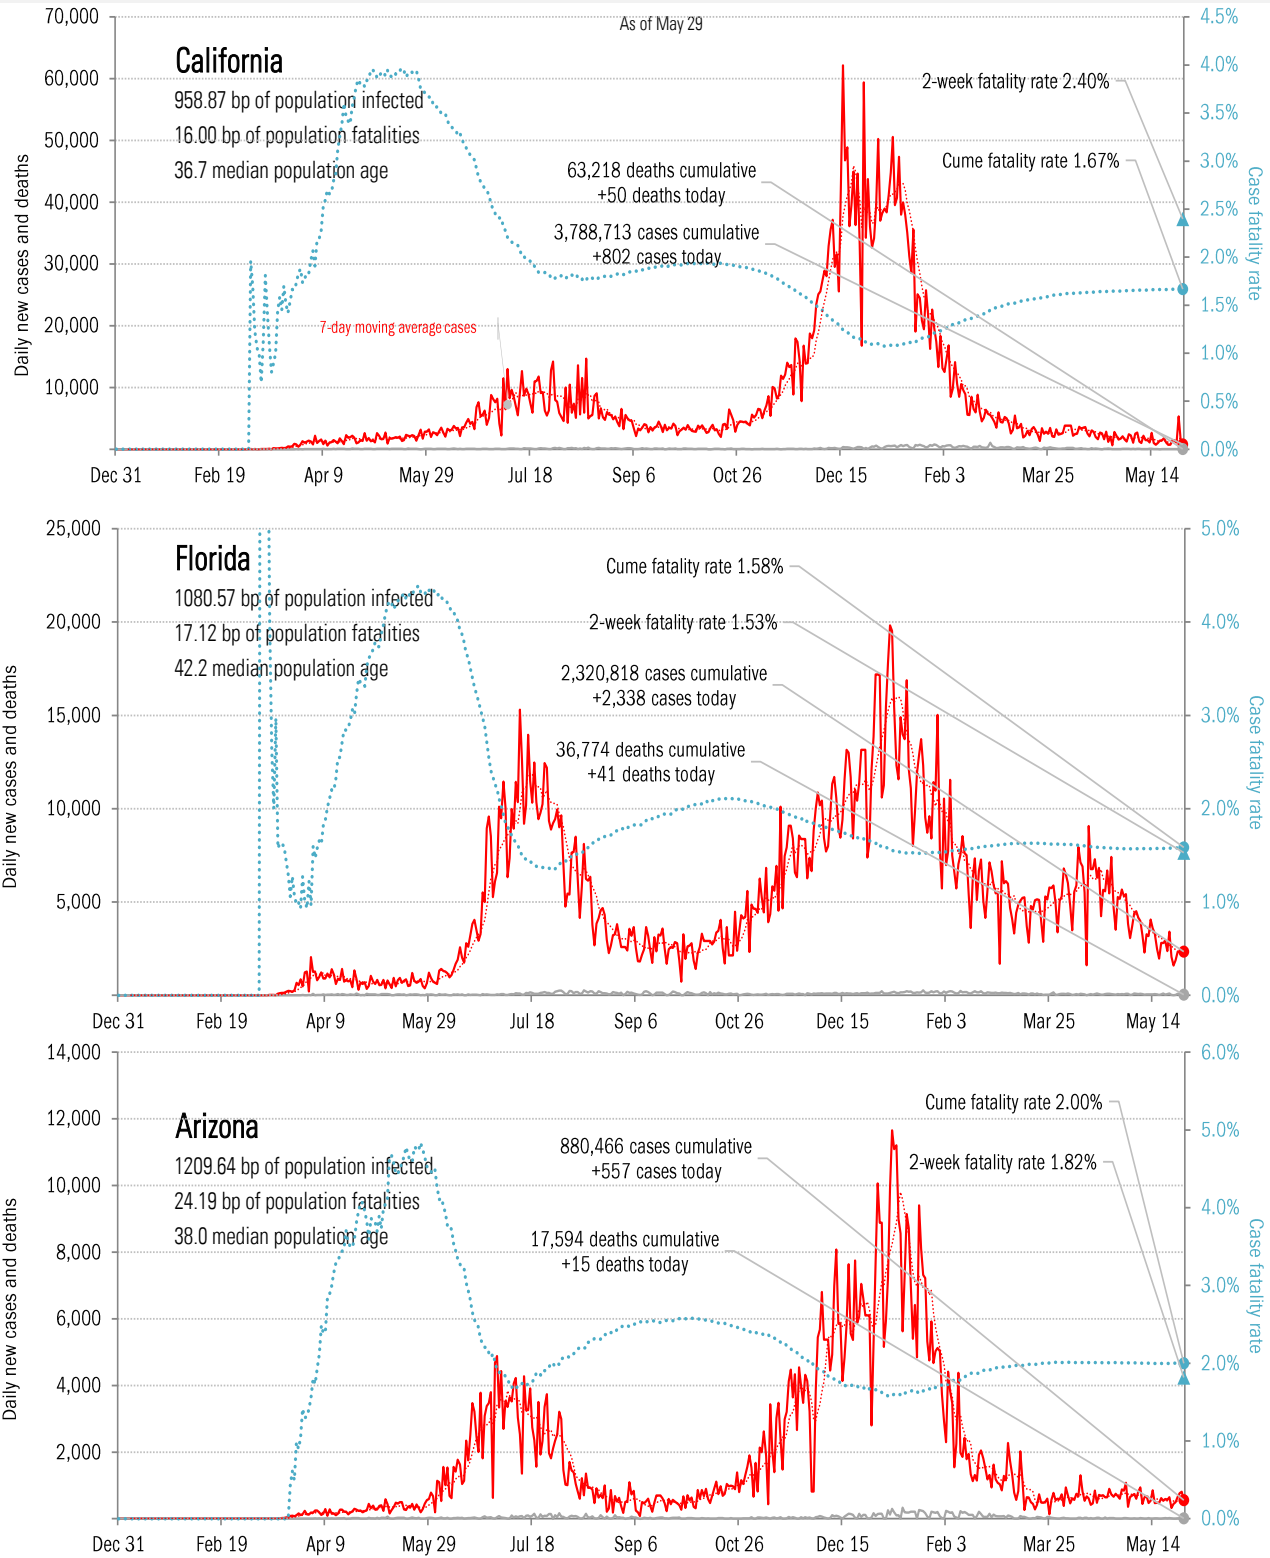 As of May 29
Daily new cases and deaths
Case fatality rate
70,000
60,000
50,000
40,000
30,000
20,000
10,000
4.5%
4.0%
3.5%
3.0%
2.5%
2.0%
1.5%
1.0%
0.5%
0.0%
California
958.87 bp of population infected
16.00 bp of population fatalities
36.7 median population age
2-week fatality rate 2.40%
Cume fatality rate 1.67%
63,218 deaths cumulative
+50 deaths today
3,788,713 cases cumulative
+802 cases today
7-day moving average cases
Dec 31 Feb 19 Apr 9 May 29 Jul 18 Sep 6 Oct 26 Dec 15 Feb 3 Mar 25 May 14
Daily new cases and deaths
Case fatality rate
25,000
20,000
15,000
10,000
5,000
5.0%
4.0%
3.0%
2.0%
1.0%
0.0%
Florida
1080.57 bp of population infected
17.12 bp of population fatalities
42.2 median population age
Cume fatality rate 1.58%
2-week fatality rate 1.53%
2,320,818 cases cumulative
+2,338 cases today
36,774 deaths cumulative
+41 deaths today
Dec 31 Feb 19 Apr 9 May 29 Jul 18 Sep 6 Oct 26 Dec 15 Feb 3 Mar 25 May 14
Daily new cases and deaths
Case fatality rate
14,000
12,000
10,000
8,000
6,000
4,000
2,000
6.0%
5.0%
4.0%
3.0%
2.0%
1.0%
0.0%
Arizona
1209.64 bp of population infected
24.19 bp of population fatalities
38.0 median population age
Cume fatality rate 2.00%
2-week fatality rate 1.82%
880,466 cases cumulative
+557 cases today
17,594 deaths cumulative
+15 deaths today
Dec 31 Feb 19 Apr 9 May 29 Jul 18 Sep 6 Oct 26 Dec 15 Feb 3 Mar 25 May 14